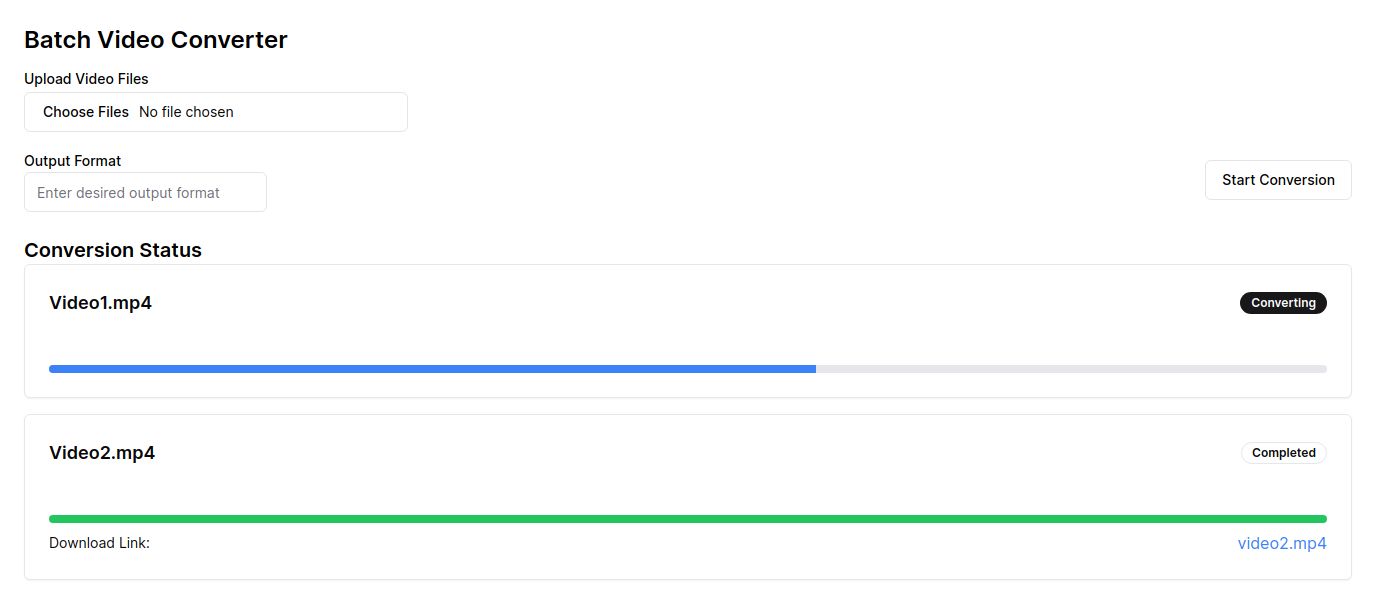 Batch Video Converter
Upload Video Files
Choose Files No file chosen
Output Format
Enter desired output format
Start Conversion
Conversion Status
Video1.mp4
Converting
Video2.mp4
Completed
Download Link:
video2.mp4